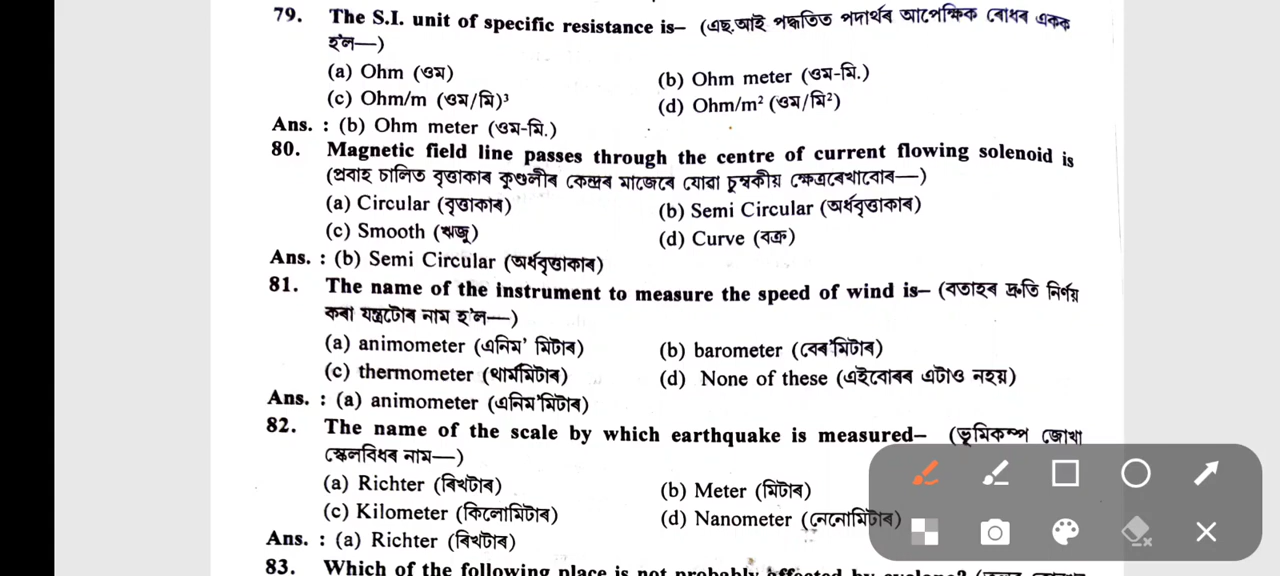 79. The S.I. unit of specific resistance is– (এছ.আই পদ্ধতিত পদাৰ্থৰ আপেক্ষিক ৰোধৰ একক
হ'ল—)
(a) Ohm (ওম)
(b) Ohm meter (ওম-মি.)
(c) Ohm/m (ওম/মি)³
(d) Ohm/m² (ওম/মি²)
Ans. : (b) Ohm meter (ওম-মি.)
80. Magnetic field line passes through the centre of current flowing solenoid is
(প্ৰবাহ চালিত বৃত্তাকাৰ কুণ্ডলীৰ কেন্দ্ৰৰ মাজেৰে যোৱা চুম্বকীয় ক্ষেত্ৰৰেখাবোৰ—)
(a) Circular (বৃত্তাকাৰ)
(b) Semi Circular (অৰ্ধবৃত্তাকাৰ)
(c) Smooth (ঋজু)
(d) Curve (বক্ৰ)
Ans. : (b) Semi Circular (অৰ্ধবৃত্তাকাৰ)
81. The name of the instrument to measure the speed of wind is– (বতাহৰ দ্ৰুতি নিৰ্ণয়
কৰা যন্ত্ৰটোৰ নাম হ'ল—)
(a) animometer (এনিম' মিটাৰ)
(b) barometer (বেৰ'মিটাৰ)
(c) thermometer (থাৰ্মমিটাৰ)
(d) None of these (এইবোৰৰ এটাও নহয়)
Ans. : (a) animometer (এনিম'মিটাৰ)
82. The name of the scale by which earthquake is measured– (ভূমিকম্প জোখা
স্কেলবিধৰ নাম—)
(a) Richter (ৰিখটাৰ)
(b) Meter (মিটাৰ)
(c) Kilometer (কিলোমিটাৰ)
(d) Nanometer (নেনোমিটাৰ)
Ans. : (a) Richter (ৰিখটাৰ)
83. Which of the following place is not probably affected by cyclone?